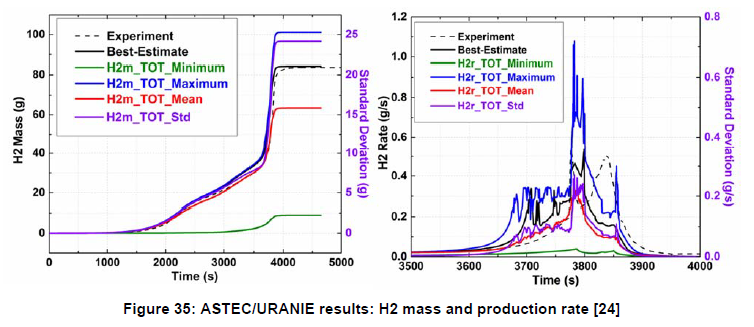 100
80
60
40
20
0
H2 Mass (g)
Experiment
Best-Estimate
H2m_TOT_Minimum
H2m_TOT_Maximum
H2m_TOT_Mean
H2m_TOT_Std
25
20
15
10
5
0
Standard Deviation (g)
0 1000 2000 3000 4000 5000
Time (s)
1.2
1.0
0.8
0.6
0.4
0.2
0.0
H2 Rate (g/s)
Experiment
Best-Estimate
H2r_TOT_Minimum
H2r_TOT_Maximum
H2r_TOT_Mean
H2r_TOT_Std
0.8
0.6
0.4
0.2
0.0
Standard Deviation (g/s)
3500 3600 3700 3800 3900 4000
Time (s)
Figure 35: ASTEC/URANIE results: H2 mass and production rate [24]